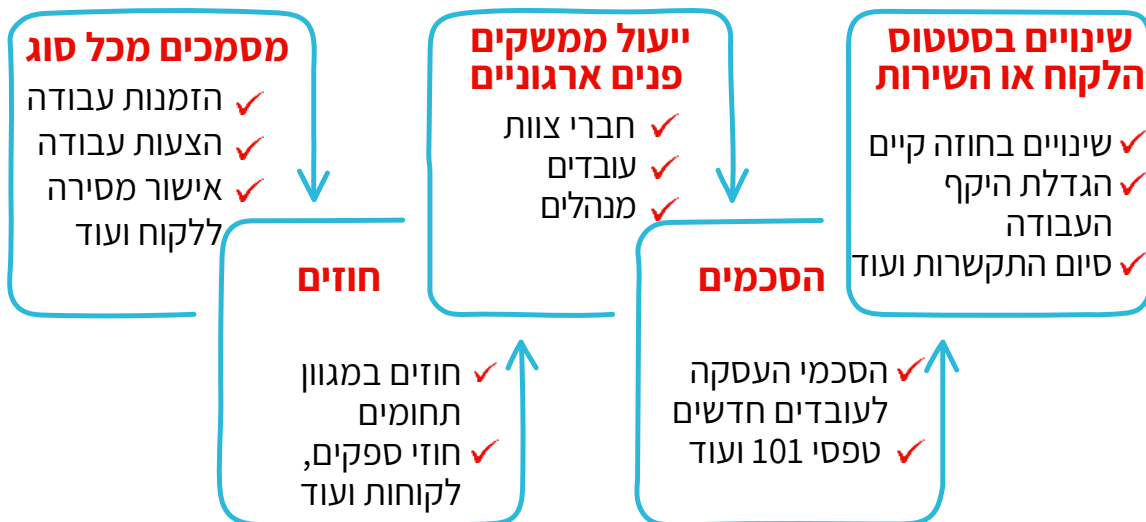 שינויים בסטטוס
הלקוח או השירות
שינויים בחוזה קיים
הגדלת היקף
העבודה
סיום התקשרות ועוד
הסכמים
הסכמי העסקה
לעובדים חדשים
טפסי 101 ועוד
ייעול ממשקים
פנים ארגוניים
חברי צוות
עובדים
מנהלים
חוזים
חוזים במגוון
תחומים
חוזי ספקים,
לקוחות ועוד
מסמכים מכל סוג
הזמנות עבודה
הצעות עבודה
אישור מסירה
ללקוח ועוד